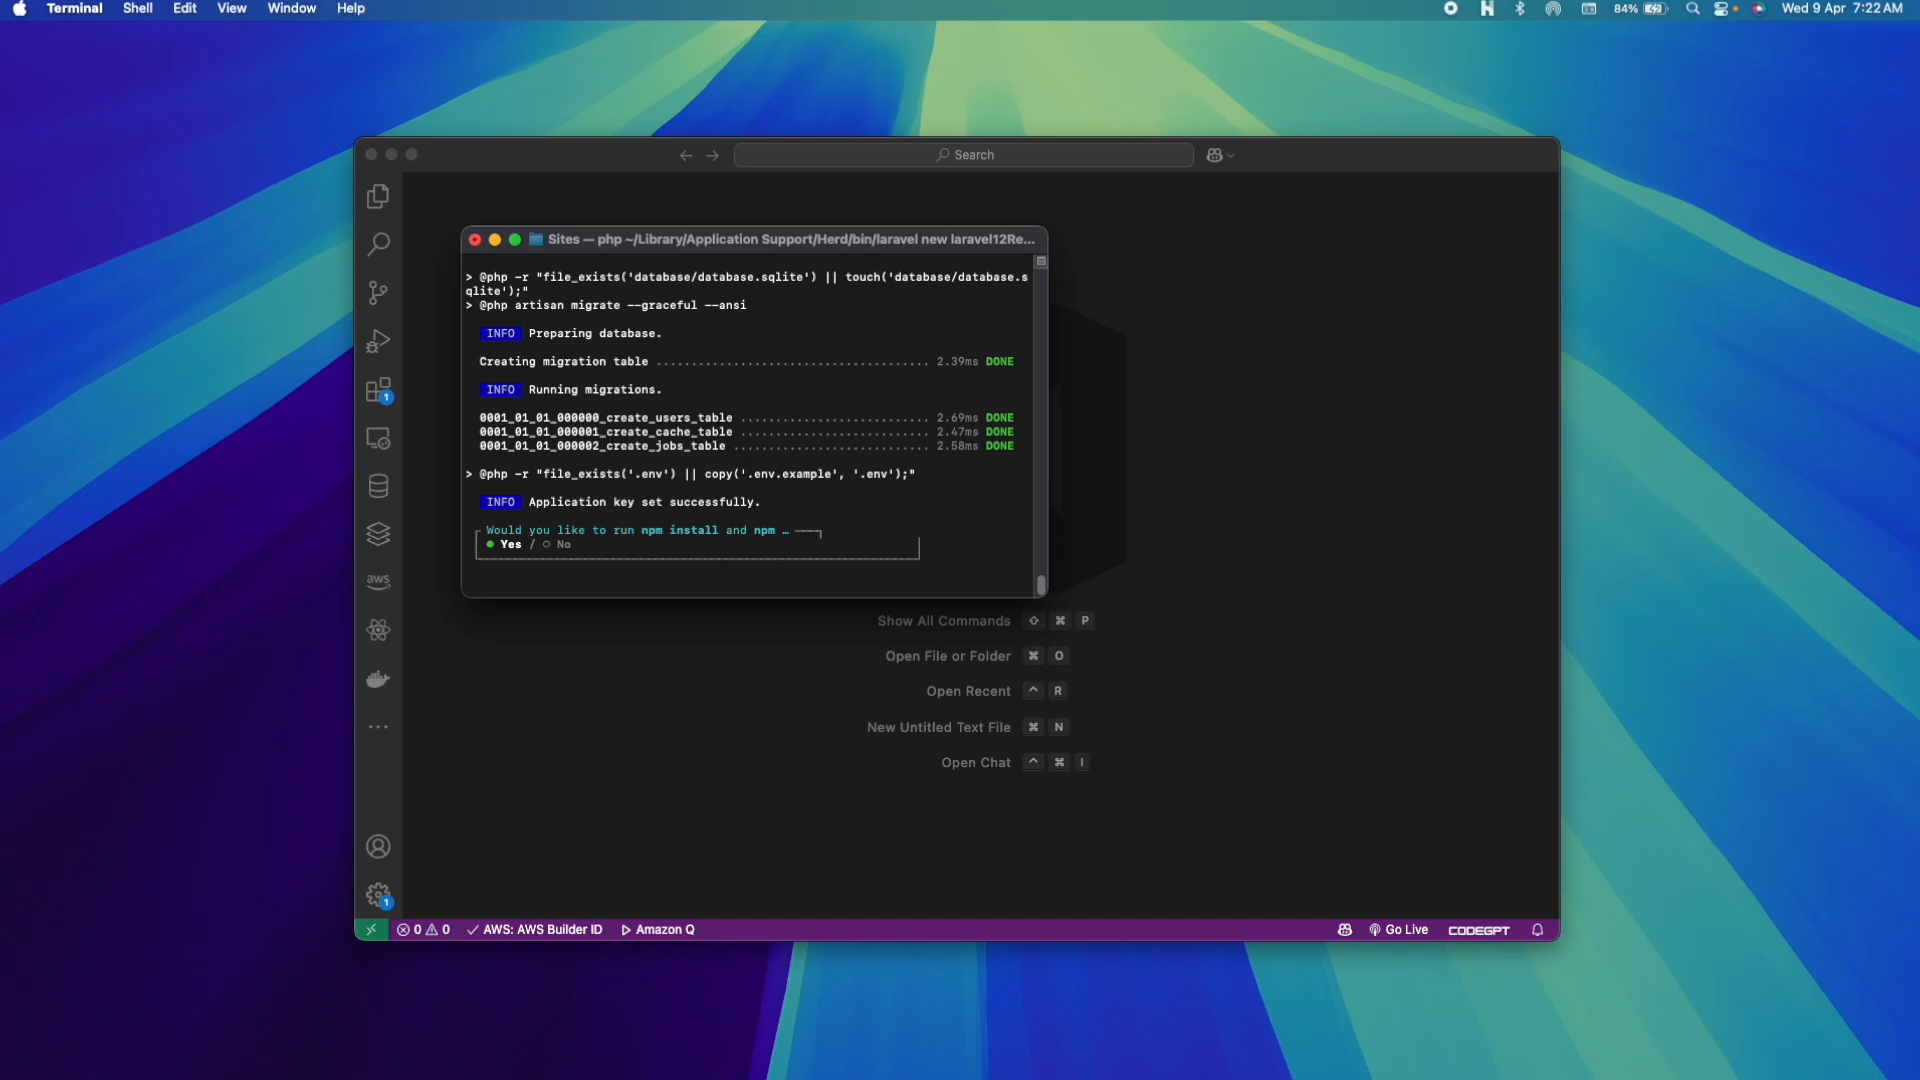 Terminal Shell Edit View Window Help 84% Wed 9 Apr 7:22 AM
Search
Sites — php ~/Library/Application Support/Herd/bin/laravel new laravel12Re...
> @php -r "file_exists('database/database.sqlite') || touch('database/database.s
qlite');"
> @php artisan migrate --graceful --ansi
INFO Preparing database.
Creating migration table ....................................... 2.39ms DONE
INFO Running migrations.
0001_01_01_000000_create_users_table ........................... 2.69ms DONE
0001_01_01_000001_create_cache_table ........................... 2.47ms DONE
0001_01_01_000002_create_jobs_table ............................ 2.58ms DONE
> @php -r "file_exists('.env') || copy('.env.example', '.env');"
INFO Application key set successfully.
Would you like to run npm install and npm …
● Yes / ○ No
1
aws
Show All Commands ⇧ ⌘ P
Open File or Folder ⌘ O
Open Recent ^ R
New Untitled Text File ⌘ N
Open Chat ^ ⌘ I
1
0 0 AWS: AWS Builder ID Amazon Q Go Live CODEGPT